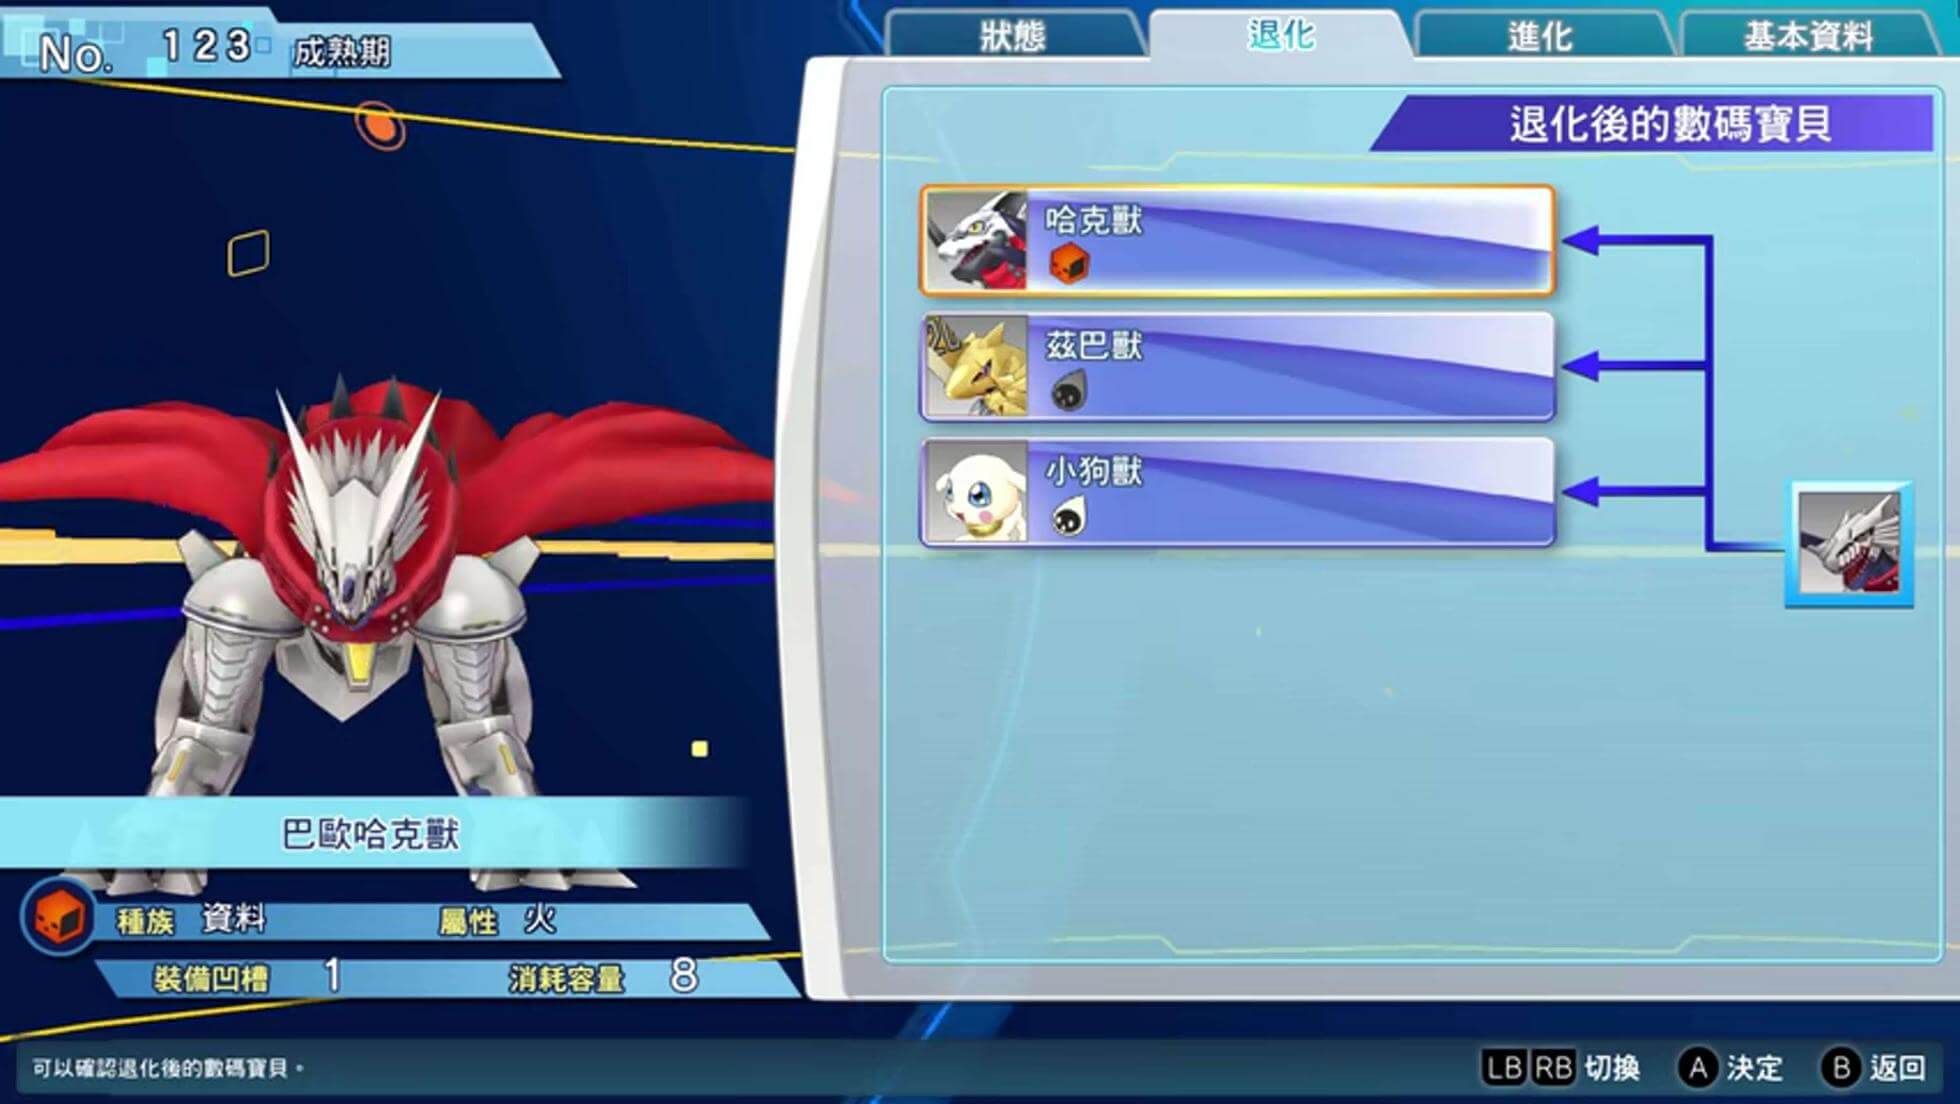 No. 123 成熟期
狀態 退化 進化 基本資料
退化後的數碼寶貝
哈克獸
茲巴獸
小狗獸
巴歐哈克獸
種族 資料 屬性 火
裝備凹槽 1 消耗容量 8
可以確認退化後的數碼寶貝。
LB RB 切換 A 決定 B 返回